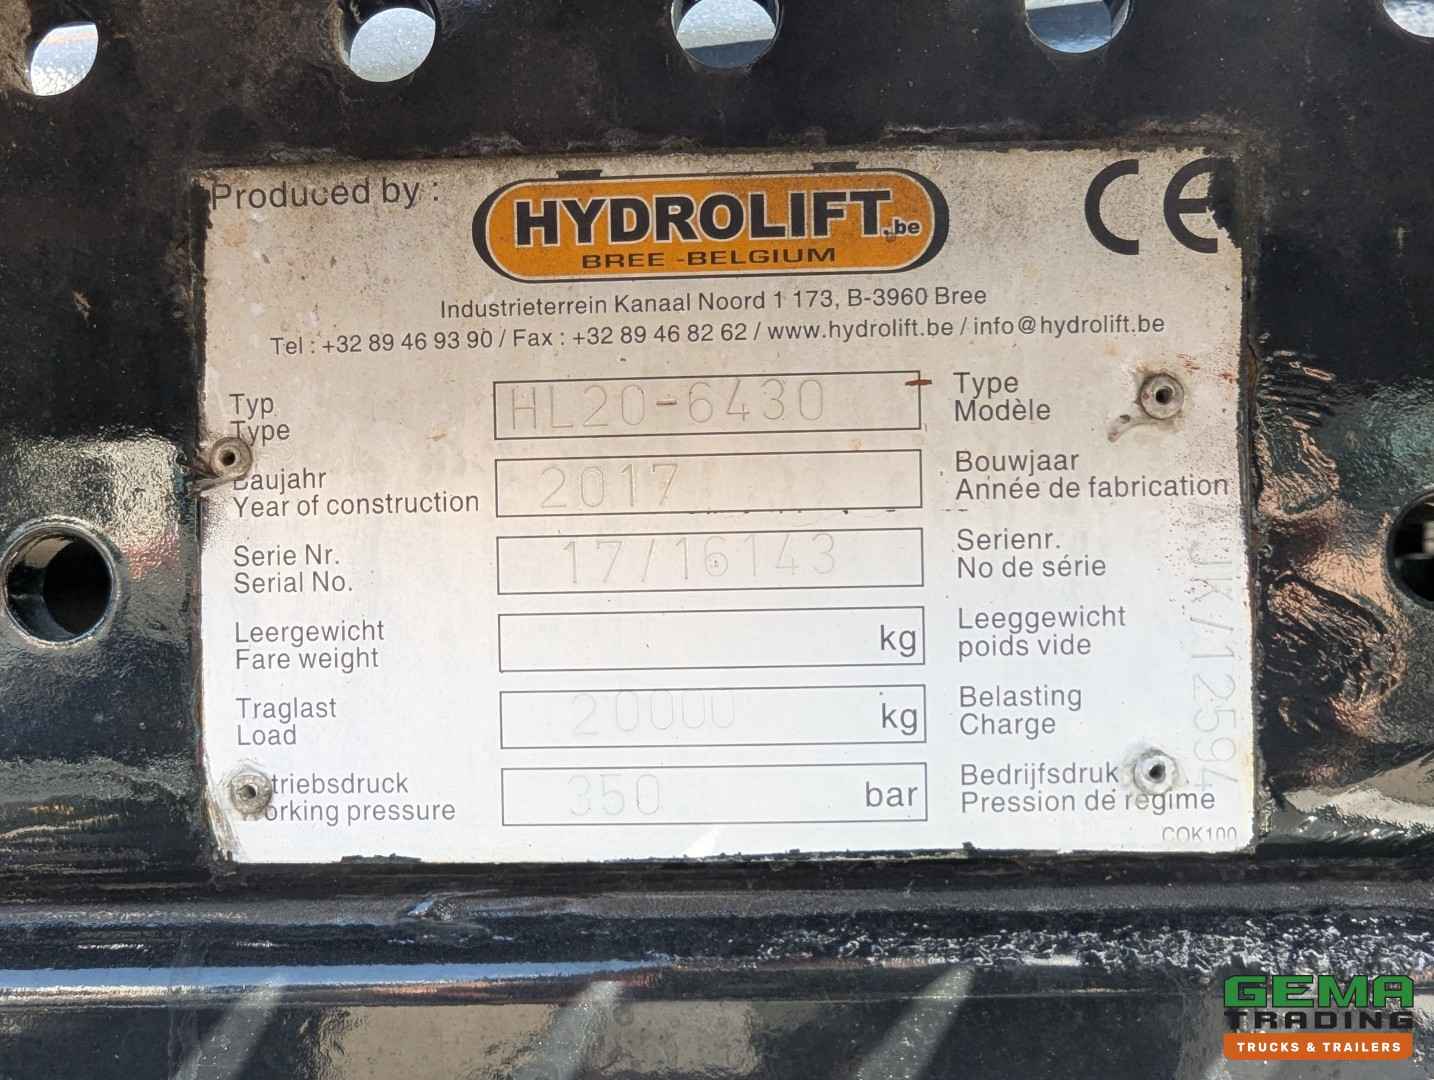 Produced by :
HYDROLIFT.be
BREE -BELGIUM
CE
Industrieterrein Kanaal Noord 1 173, B-3960 Bree
Tel : +32 89 46 93 90 / Fax : +32 89 46 82 62 / www.hydrolift.be / info@hydrolift.be
Typ
Type
HL20-6430
Type
Modèle
Baujahr
Year of construction
2017
Bouwjaar
Année de fabrication
Serie Nr.
Serial No.
17/16143
Serienr.
No de série
Leergewicht
Fare weight
kg
Leeggewicht
poids vide
Traglast
Load
20000 kg
Belasting
Charge
triebsdruck
orking pressure
350 bar
Bedrijfsdruk
Pression de régime
COK100
GEMA
TRADING
TRUCKS & TRAILERS